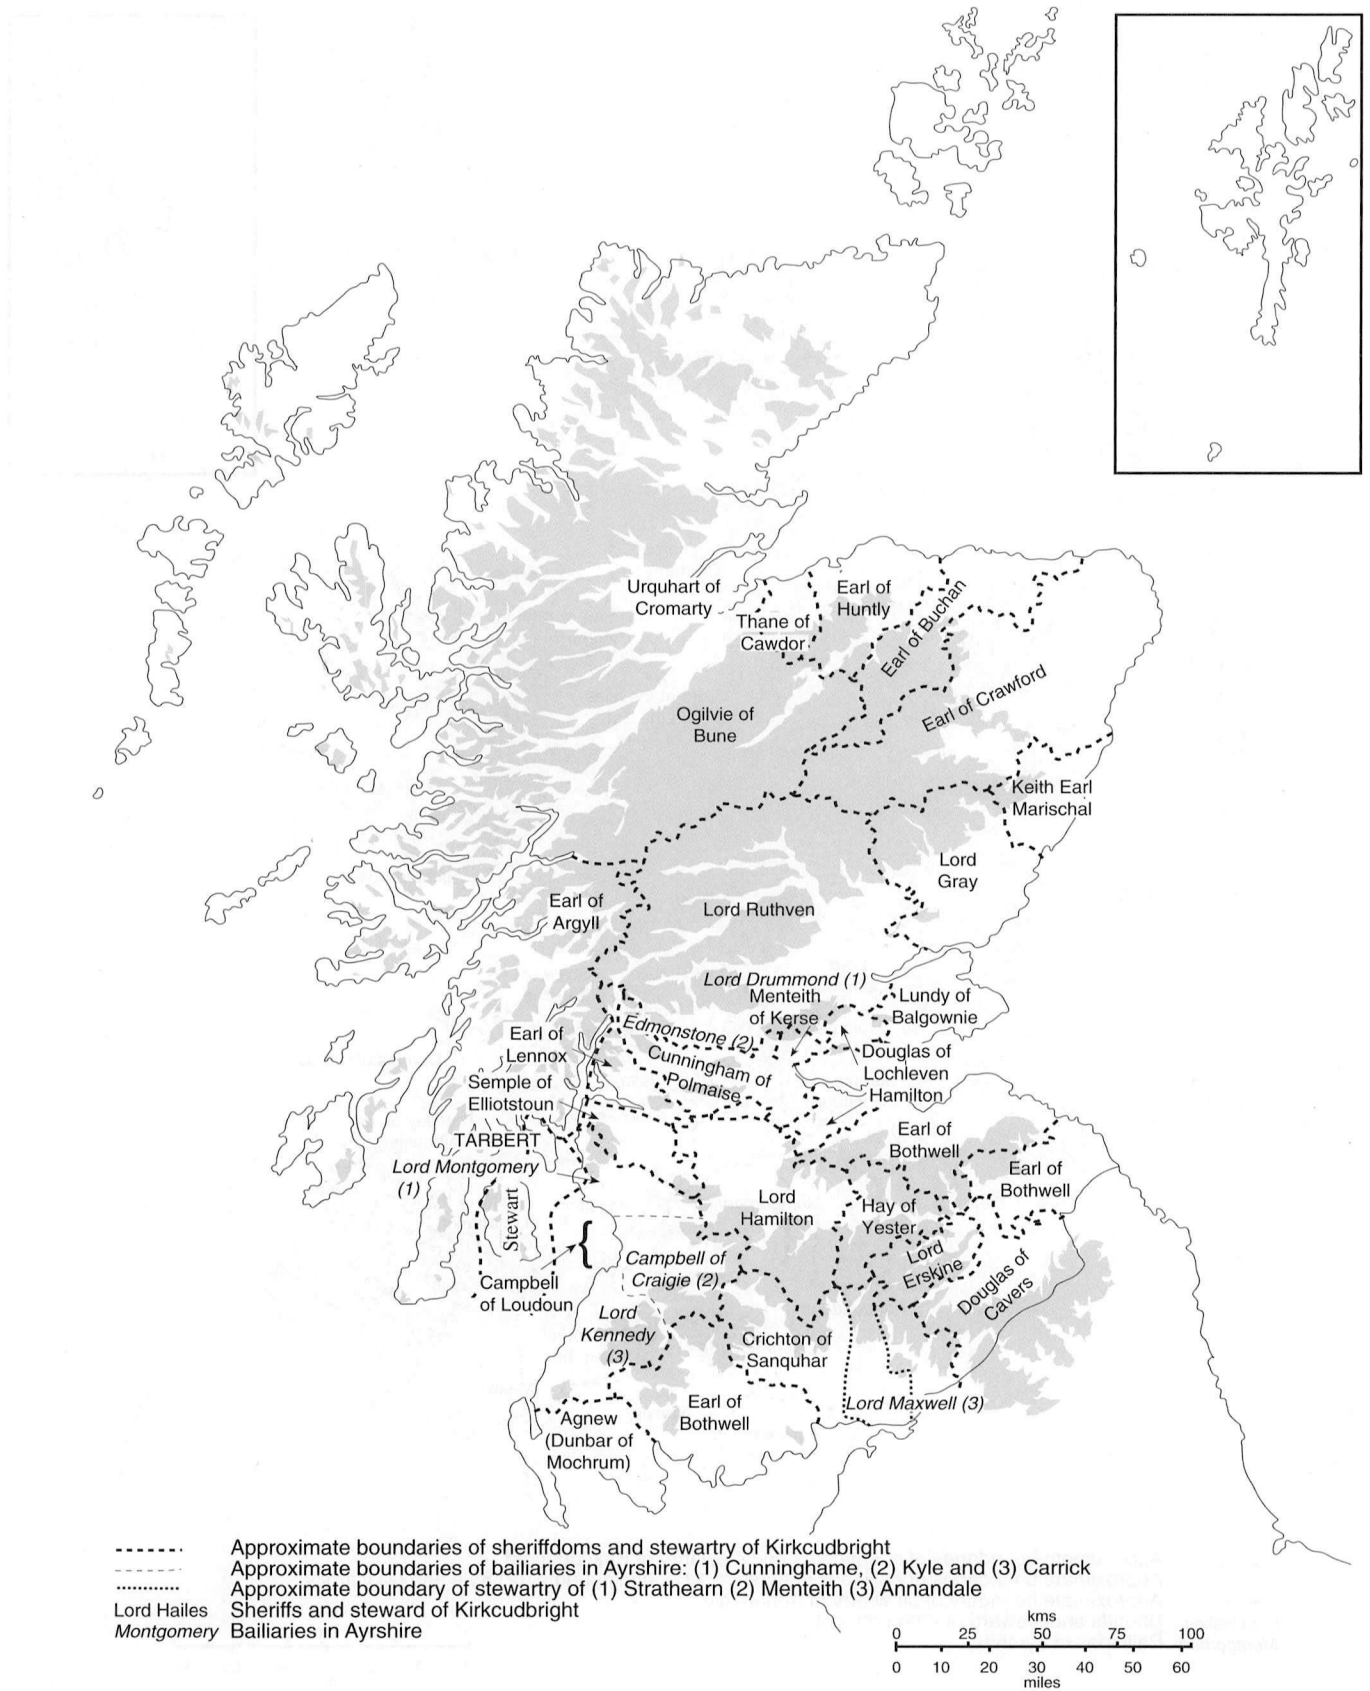 Urquhart of
Cromarty
Thane of
Cawdor
Earl of
Huntly
Earl of Buchan
Earl of Crawford
Ogilvie of
Bune
Keith Earl
Marischal
Lord
Gray
Earl of
Argyll
Lord Ruthven
Lord Drummond (1)
Menteith
of Kerse
Lundy of
Balgownie
Edmonstone (2)
Earl of
Lennox
Cunningham of
Polmaise
Douglas of
Lochleven
Hamilton
Semple of
Elliotstoun
TARBERT
Lord Montgomery
(1)
Earl of
Bothwell
Earl of
Bothwell
Stewart
Lord
Hamilton
Hay of
Yester
Lord
Erskine
Douglas of
Cavers
Campbell
of Loudoun
{
Campbell of
Craigie (2)
Lord
Kennedy
(3)
Crichton of
Sanquhar
Lord Maxwell (3)
Earl of
Bothwell
Agnew
(Dunbar of
Mochrum)
Approximate boundaries of sheriffdoms and stewartry of Kirkcudbright
Approximate boundaries of bailiaries in Ayrshire: (1) Cunninghame, (2) Kyle and (3) Carrick
Approximate boundary of stewartry of (1) Strathearn (2) Menteith (3) Annandale
Lord Hailes Sheriffs and steward of Kirkcudbright
Montgomery Bailiaries in Ayrshire
kms
0 25 50 75 100
0 10 20 30 40 50 60
miles